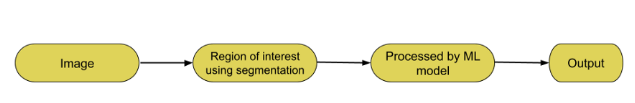 Image
Region of interest
using segmentation
Processed by ML
model
Output